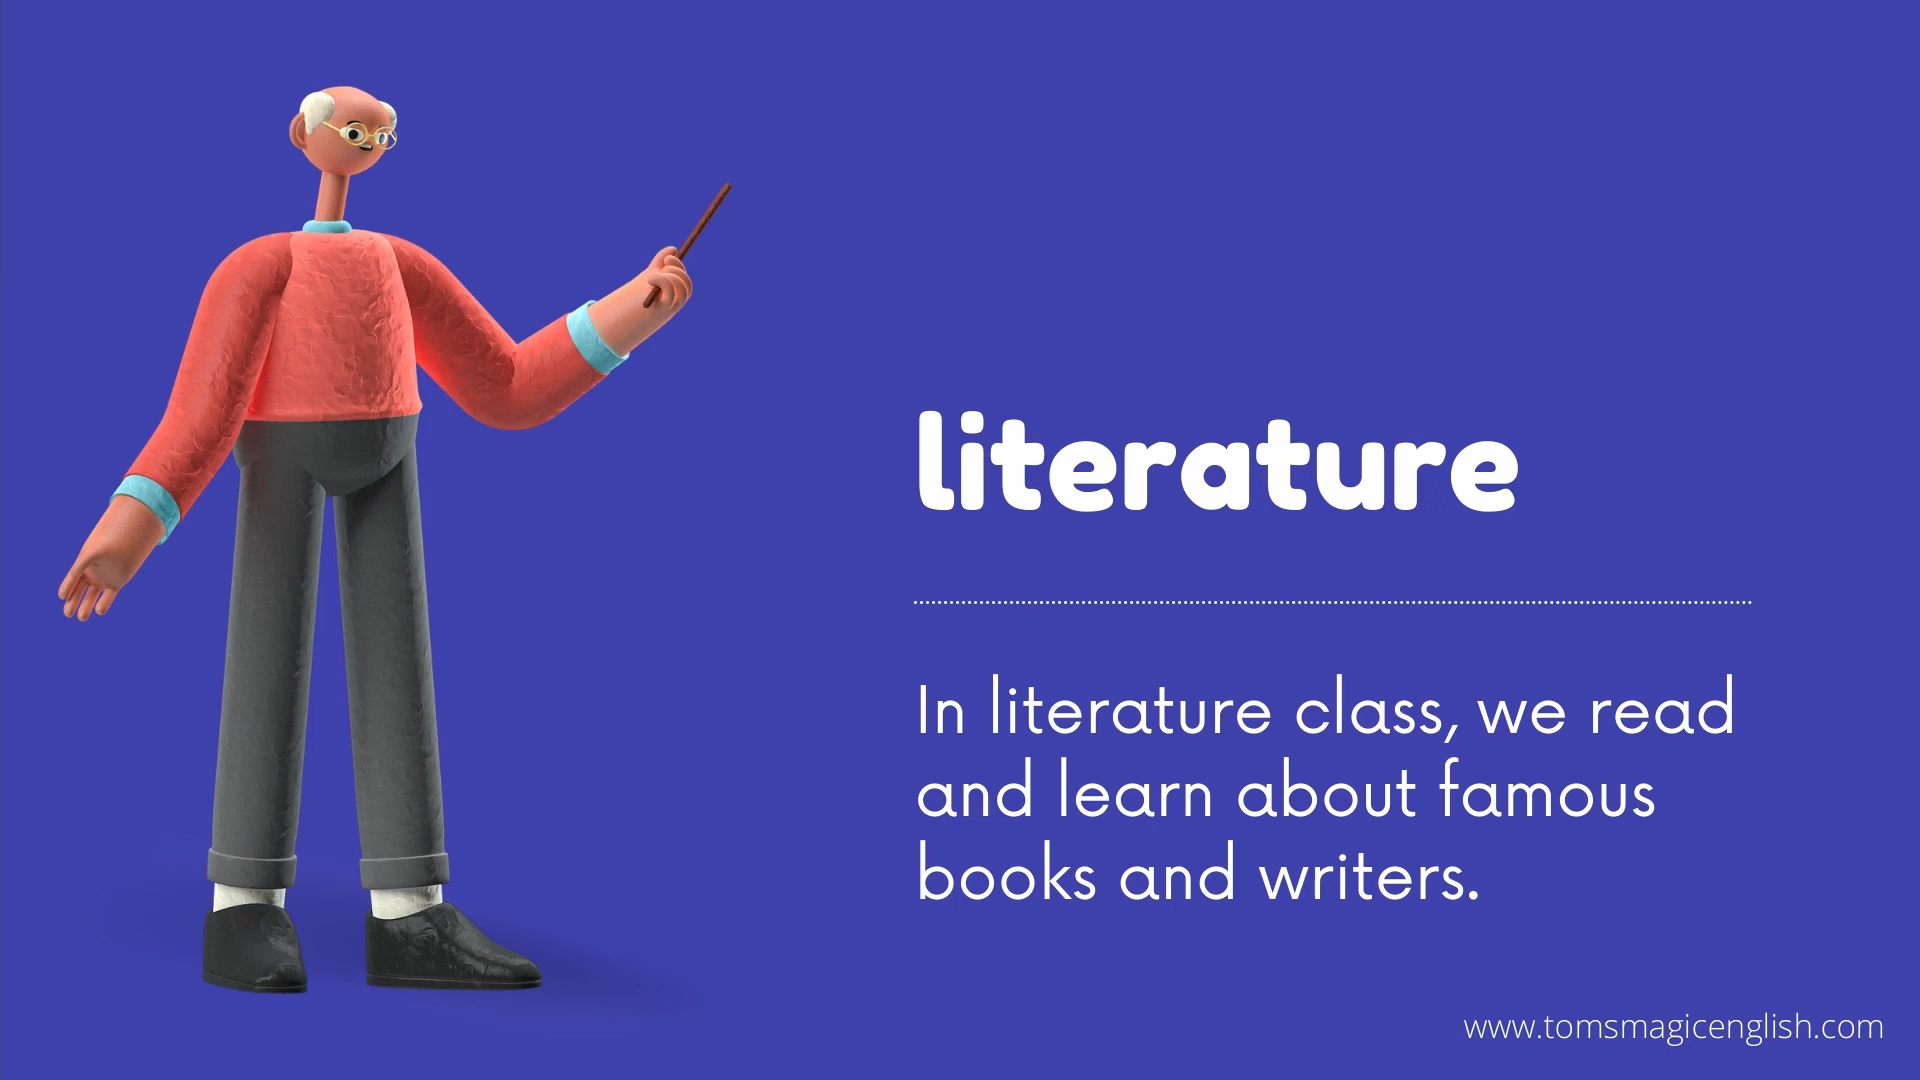 literature
In literature class, we read
and learn about famous
books and writers.
www.tomsmagicenglish.com